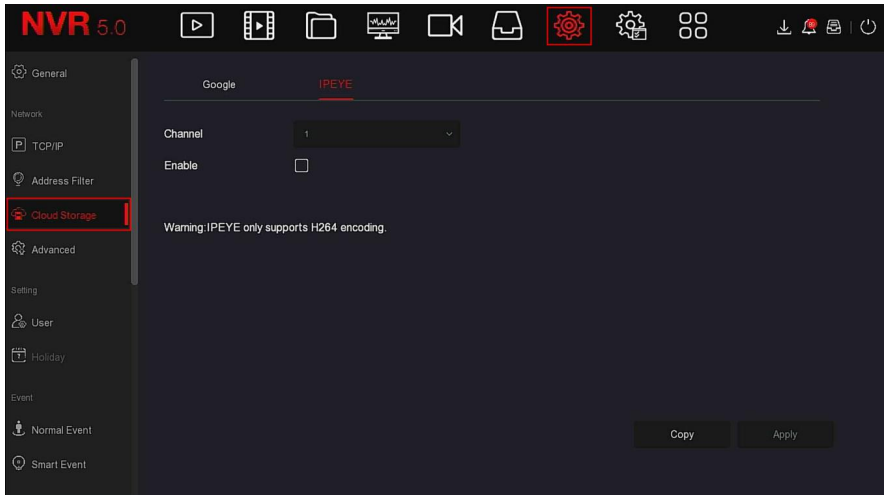 NVR 5.0
General
Network
TCP/IP
Address Filter
Cloud Storage
Advanced
Setting
User
Holiday
Event
Normal Event
Smart Event
Google IPEYE
Channel 1
Enable
Warning:IPEYE only supports H264 encoding.
Copy Apply